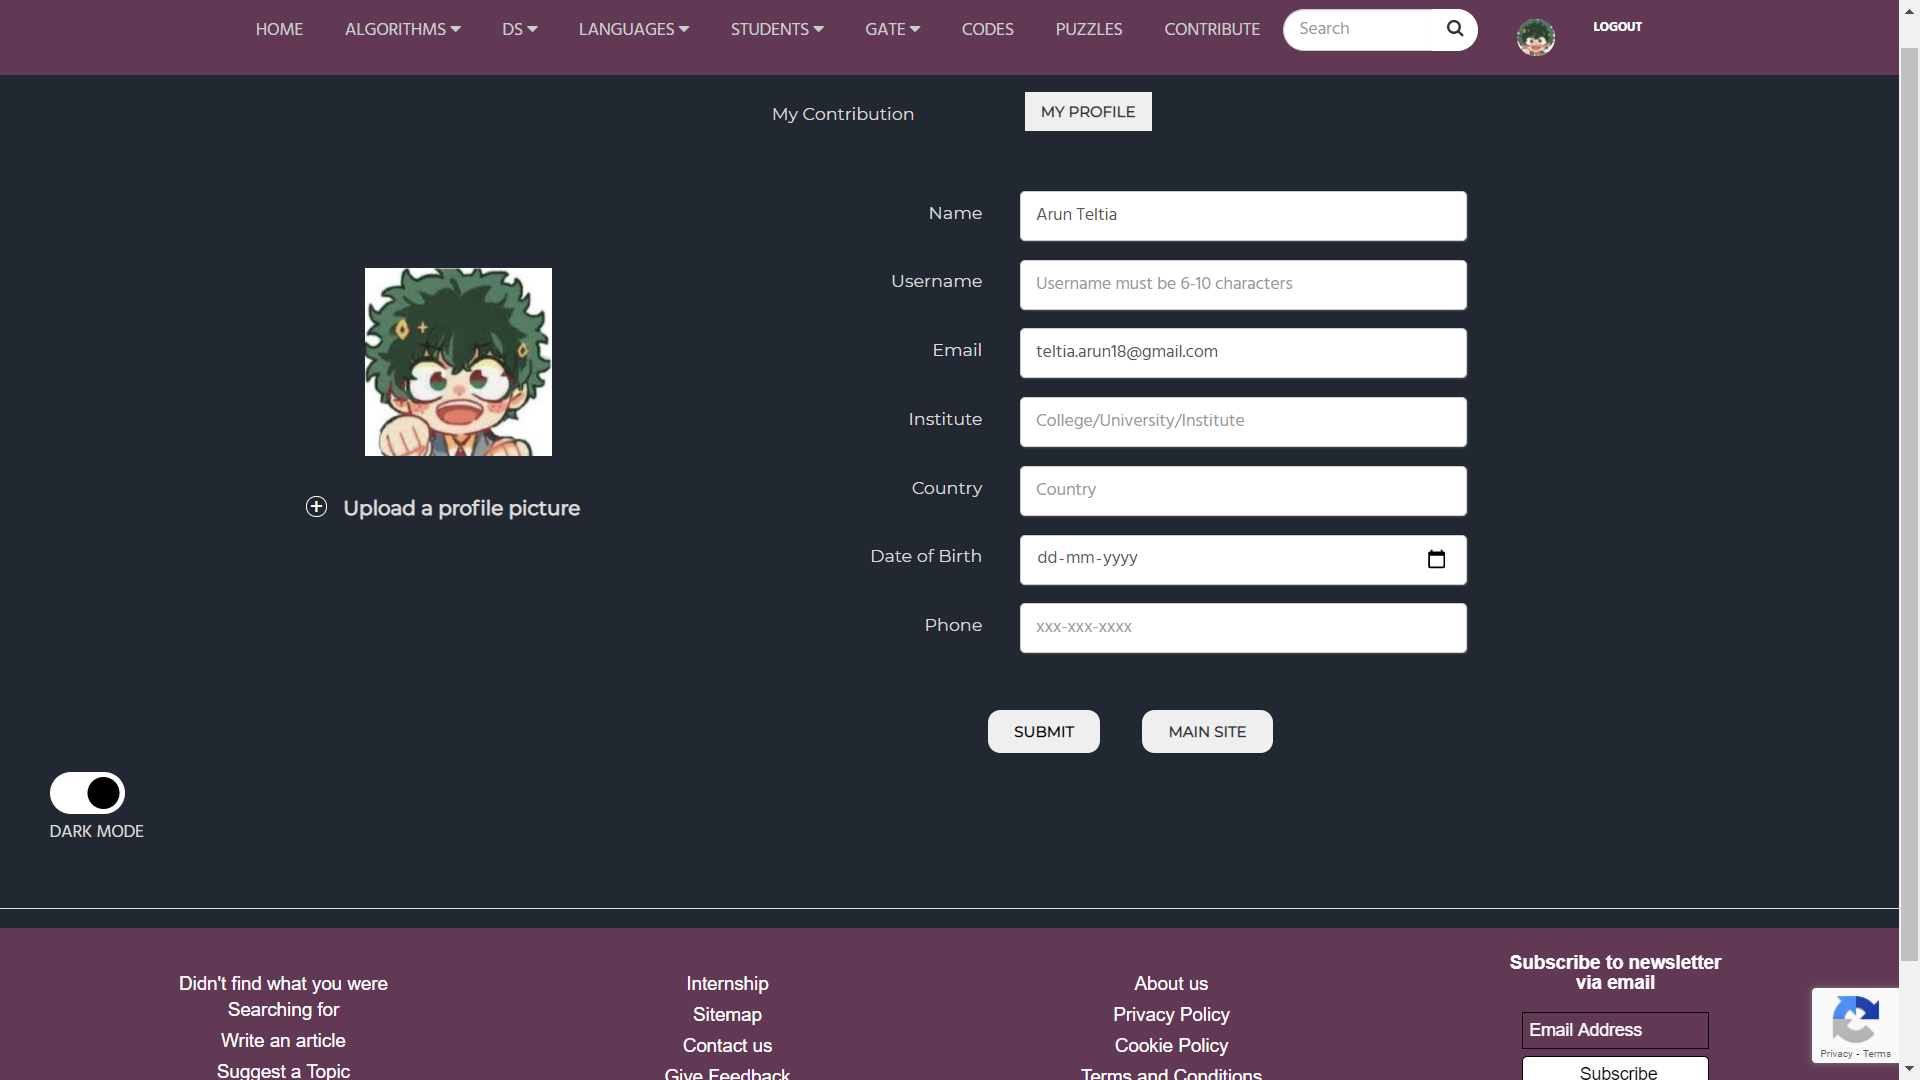 HOME ALGORITHMS DS LANGUAGES STUDENTS GATE CODES PUZZLES CONTRIBUTE Search LOGOUT
My Contribution MY PROFILE
Name Arun Teltia
Username Username must be 6-10 characters
Email teltia.arun18@gmail.com
Institute College/University/Institute
Country Country
Upload a profile picture
Date of Birth dd-mm-yyyy
Phone xxx-xxx-xxxx
SUBMIT MAIN SITE
DARK MODE
Didn't find what you were
Searching for
Write an article
Suggest a Topic
Internship
Sitemap
Contact us
Give Feedback
About us
Privacy Policy
Cookie Policy
Terms and Conditions
Subscribe to newsletter
via email
Email Address
Subscribe
Privacy - Terms